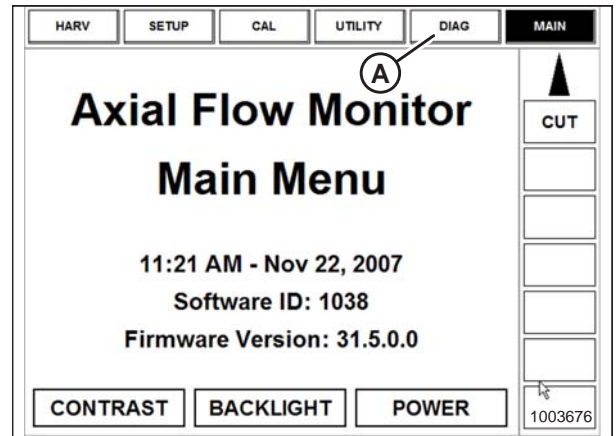 HARV SETUP CAL UTILITY DIAG MAIN
A
CUT
Axial Flow Monitor
Main Menu
11:21 AM - Nov 22, 2007
Software ID: 1038
Firmware Version: 31.5.0.0
CONTRAST BACKLIGHT POWER
1003676